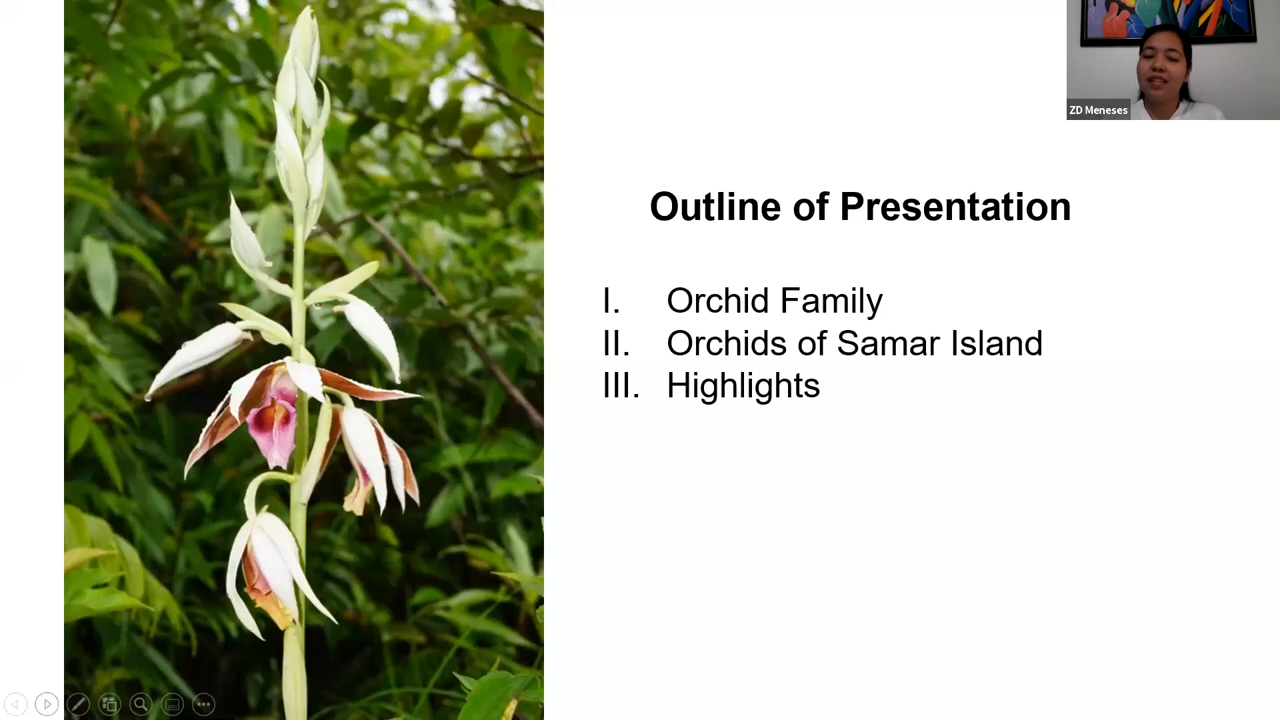 ZD Meneses
Outline of Presentation
I. Orchid Family
II. Orchids of Samar Island
III. Highlights